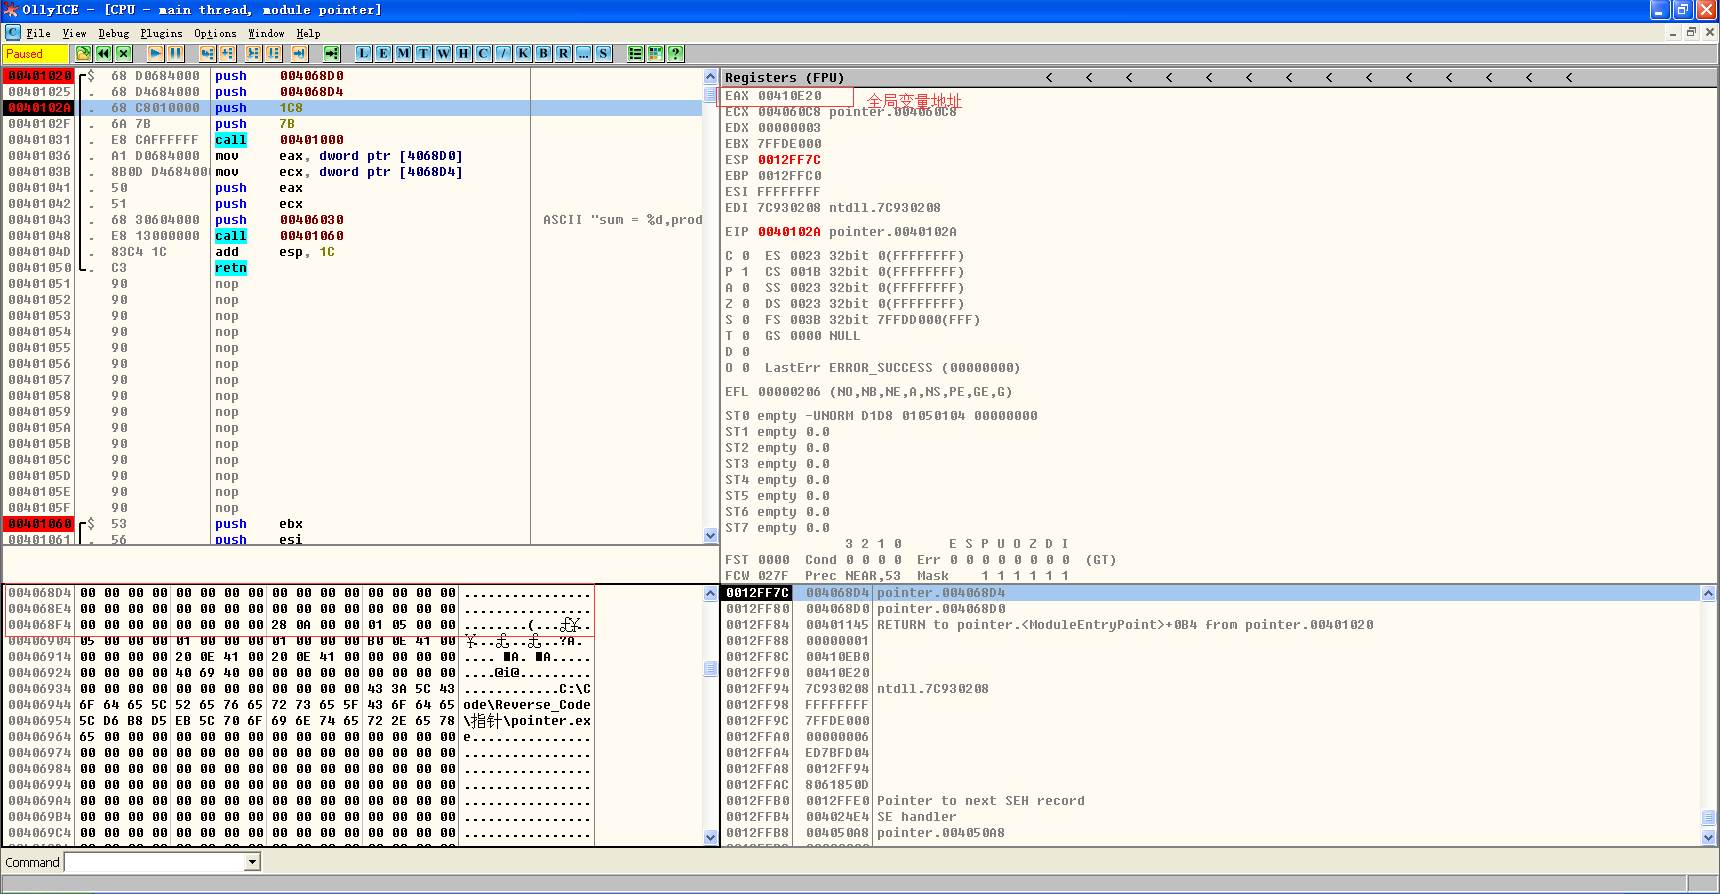 OllyICE - [CPU - main thread, module pointer]
C File View Debug Plugins Options Window Help
Paused L E M T W H C / K B R ... S ?
00401020 $ 68 D0684000 push 004068D0
00401025 . 68 D4684000 push 004068D4
0040102A . 68 C8010000 push 1C8
0040102F . 6A 7B push 7B
00401031 . E8 CAFFFFFF call 00401000
00401036 . A1 D0684000 mov eax, dword ptr [4068D0]
0040103B . 8B0D D4684000 mov ecx, dword ptr [4068D4]
00401041 . 50 push eax
00401042 . 51 push ecx
00401043 . 68 30604000 push 00406030 ASCII "sum = %d,prod
00401048 . E8 13000000 call 00401060
0040104D . 83C4 1C add esp, 1C
00401050 . C3 retn
00401051 90 nop
00401052 90 nop
00401053 90 nop
00401054 90 nop
00401055 90 nop
00401056 90 nop
00401057 90 nop
00401058 90 nop
00401059 90 nop
0040105A 90 nop
0040105B 90 nop
0040105C 90 nop
0040105D 90 nop
0040105E 90 nop
0040105F 90 nop
00401060 $ 53 push ebx
00401061 . 56 push esi
Registers (FPU) < < < < < < < < < < < < < <
EAX 00410E20 全局变量地址
ECX 004060C8 pointer.004060C8
EDX 00000003
EBX 7FFDE000
ESP 0012FF7C
EBP 0012FFC0
ESI FFFFFFFF
EDI 7C930208 ntdll.7C930208
EIP 0040102A pointer.0040102A
C 0 ES 0023 32bit 0(FFFFFFFF)
P 1 CS 001B 32bit 0(FFFFFFFF)
A 0 SS 0023 32bit 0(FFFFFFFF)
Z 0 DS 0023 32bit 0(FFFFFFFF)
S 0 FS 003B 32bit 7FFDD000(FFF)
T 0 GS 0000 NULL
D 0
O 0 LastErr ERROR_SUCCESS (00000000)
EFL 00000206 (NO,NB,NE,A,NS,PE,GE,G)
ST0 empty -UNORM D1D8 01050104 00000000
ST1 empty 0.0
ST2 empty 0.0
ST3 empty 0.0
ST4 empty 0.0
ST5 empty 0.0
ST6 empty 0.0
ST7 empty 0.0
3 2 1 0 E S P U O Z D I
FST 0000 Cond 0 0 0 0 Err 0 0 0 0 0 0 0 0 (GT)
FCW 027F Prec NEAR,53 Mask 1 1 1 1 1 1
004068D4 00 00 00 00 00 00 00 00 00 00 00 00 00 00 00 00 ................
004068E4 00 00 00 00 00 00 00 00 00 00 00 00 00 00 00 00 ................
004068F4 00 00 00 00 00 00 00 00 28 0A 00 00 01 05 00 00 ........(...
00406904 05 00 00 00 01 00 00 00 01 00 00 00 B0 0E 41 00 ?A.
00406914 00 00 00 00 20 0E 41 00 20 0E 41 00 00 00 00 00 .... ■A. ■A.....
00406924 00 00 00 00 40 69 40 00 00 00 00 00 00 00 00 00 ....@i@.........
00406934 00 00 00 00 00 00 00 00 00 00 00 00 43 3A 5C 43 ............C:\C
00406944 6F 64 65 5C 52 65 76 65 72 73 65 5F 43 6F 64 65 ode\Reverse_Code
00406954 5C D6 B8 D5 EB 5C 70 6F 69 6E 74 65 72 2E 65 78 \指针\pointer.ex
00406964 65 00 00 00 00 00 00 00 00 00 00 00 00 00 00 00 e...............
00406974 00 00 00 00 00 00 00 00 00 00 00 00 00 00 00 00 ................
00406984 00 00 00 00 00 00 00 00 00 00 00 00 00 00 00 00 ................
00406994 00 00 00 00 00 00 00 00 00 00 00 00 00 00 00 00 ................
004069A4 00 00 00 00 00 00 00 00 00 00 00 00 00 00 00 00 ................
004069B4 00 00 00 00 00 00 00 00 00 00 00 00 00 00 00 00 ................
004069C4 00 00 00 00 00 00 00 00 00 00 00 00 00 00 00 00 ................
0012FF7C 004068D4 pointer.004068D4
0012FF80 004068D0 pointer.004068D0
0012FF84 00401145 RETURN to pointer.<ModuleEntryPoint>+0B4 from pointer.00401020
0012FF88 00000001
0012FF8C 00410EB0
0012FF90 00410E20
0012FF94 7C930208 ntdll.7C930208
0012FF98 FFFFFFFF
0012FF9C 7FFDE000
0012FFA0 00000006
0012FFA4 ED7BFD04
0012FFA8 0012FF94
0012FFAC 8061850D
0012FFB0 0012FFE0 Pointer to next SEH record
0012FFB4 004024E4 SE handler
0012FFB8 004050A8 pointer.004050A8
Command